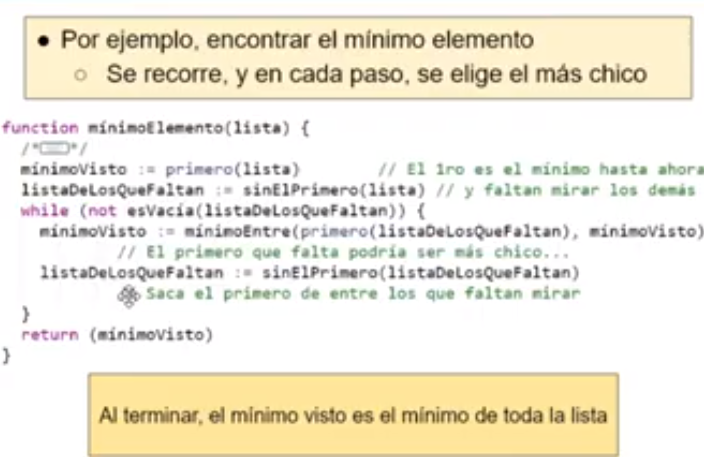 ● Por ejemplo, encontrar el mínimo elemento
○ Se recorre, y en cada paso, se elige el más chico
function mínimoElemento(lista) {
/*...*/
mínimoVisto := primero(lista) // El 1ro es el mínimo hasta ahora
listaDeLosQueFaltan := sinElPrimero(lista) // y faltan mirar los demás
while (not esVacía(listaDeLosQueFaltan)) {
mínimoVisto := mínimoEntre(primero(listaDeLosQueFaltan), mínimoVisto)
// El primero que falta podría ser más chico...
listaDeLosQueFaltan := sinElPrimero(listaDeLosQueFaltan)
Saca el primero de entre los que faltan mirar
}
return (mínimoVisto)
}
Al terminar, el mínimo visto es el mínimo de toda la lista